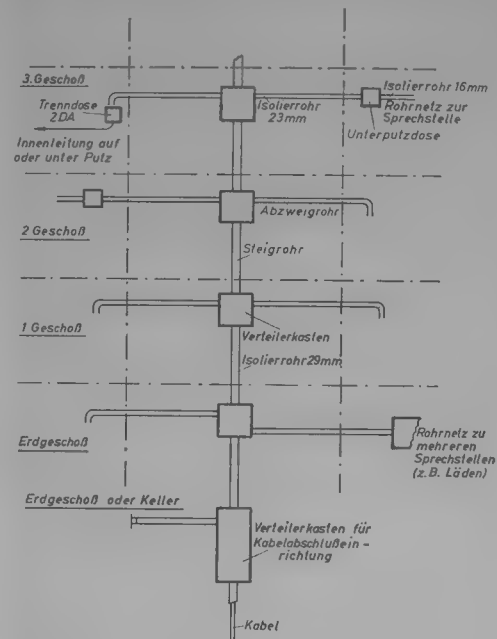 3.Geschoß
Trenndose
2DA
Innenleitung auf
oder unter Putz
Isolierrohr
23mm
Isolierrohr 16mm
Rohrnetz zur
Sprechstelle
Unterputzdose
2 Geschoß
Abzweigrohr
Steigrohr
1 Geschoß
Verteilerkasten
Isolierrohr 29mm
Erdgeschoß
Rohrnetz zu
mehreren
Sprechstellen
(z.B. Läden)
Erdgeschoß oder Keller
Verteilerkasten für
Kabelabschlußein-
richtung
Kabel